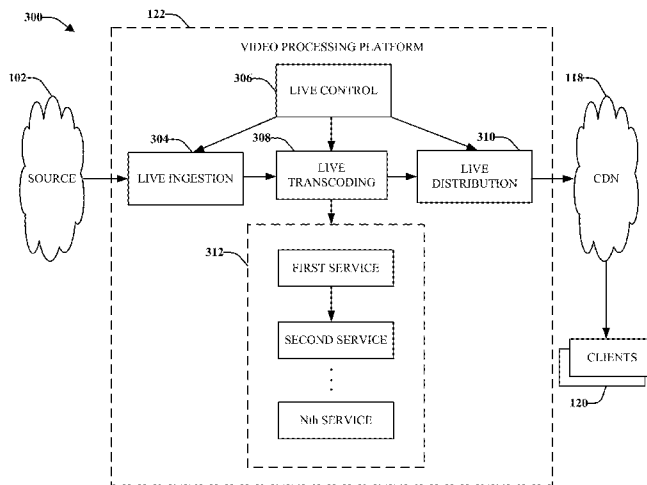 300
122
VIDEO PROCESSING PLATFORM
102
306
LIVE CONTROL
118
304
308
310
SOURCE
LIVE INGESTION
LIVE
TRANSCODING
LIVE
DISTRIBUTION
CDN
312
FIRST SERVICE
SECOND SERVICE
Nth SERVICE
CLIENTS
120